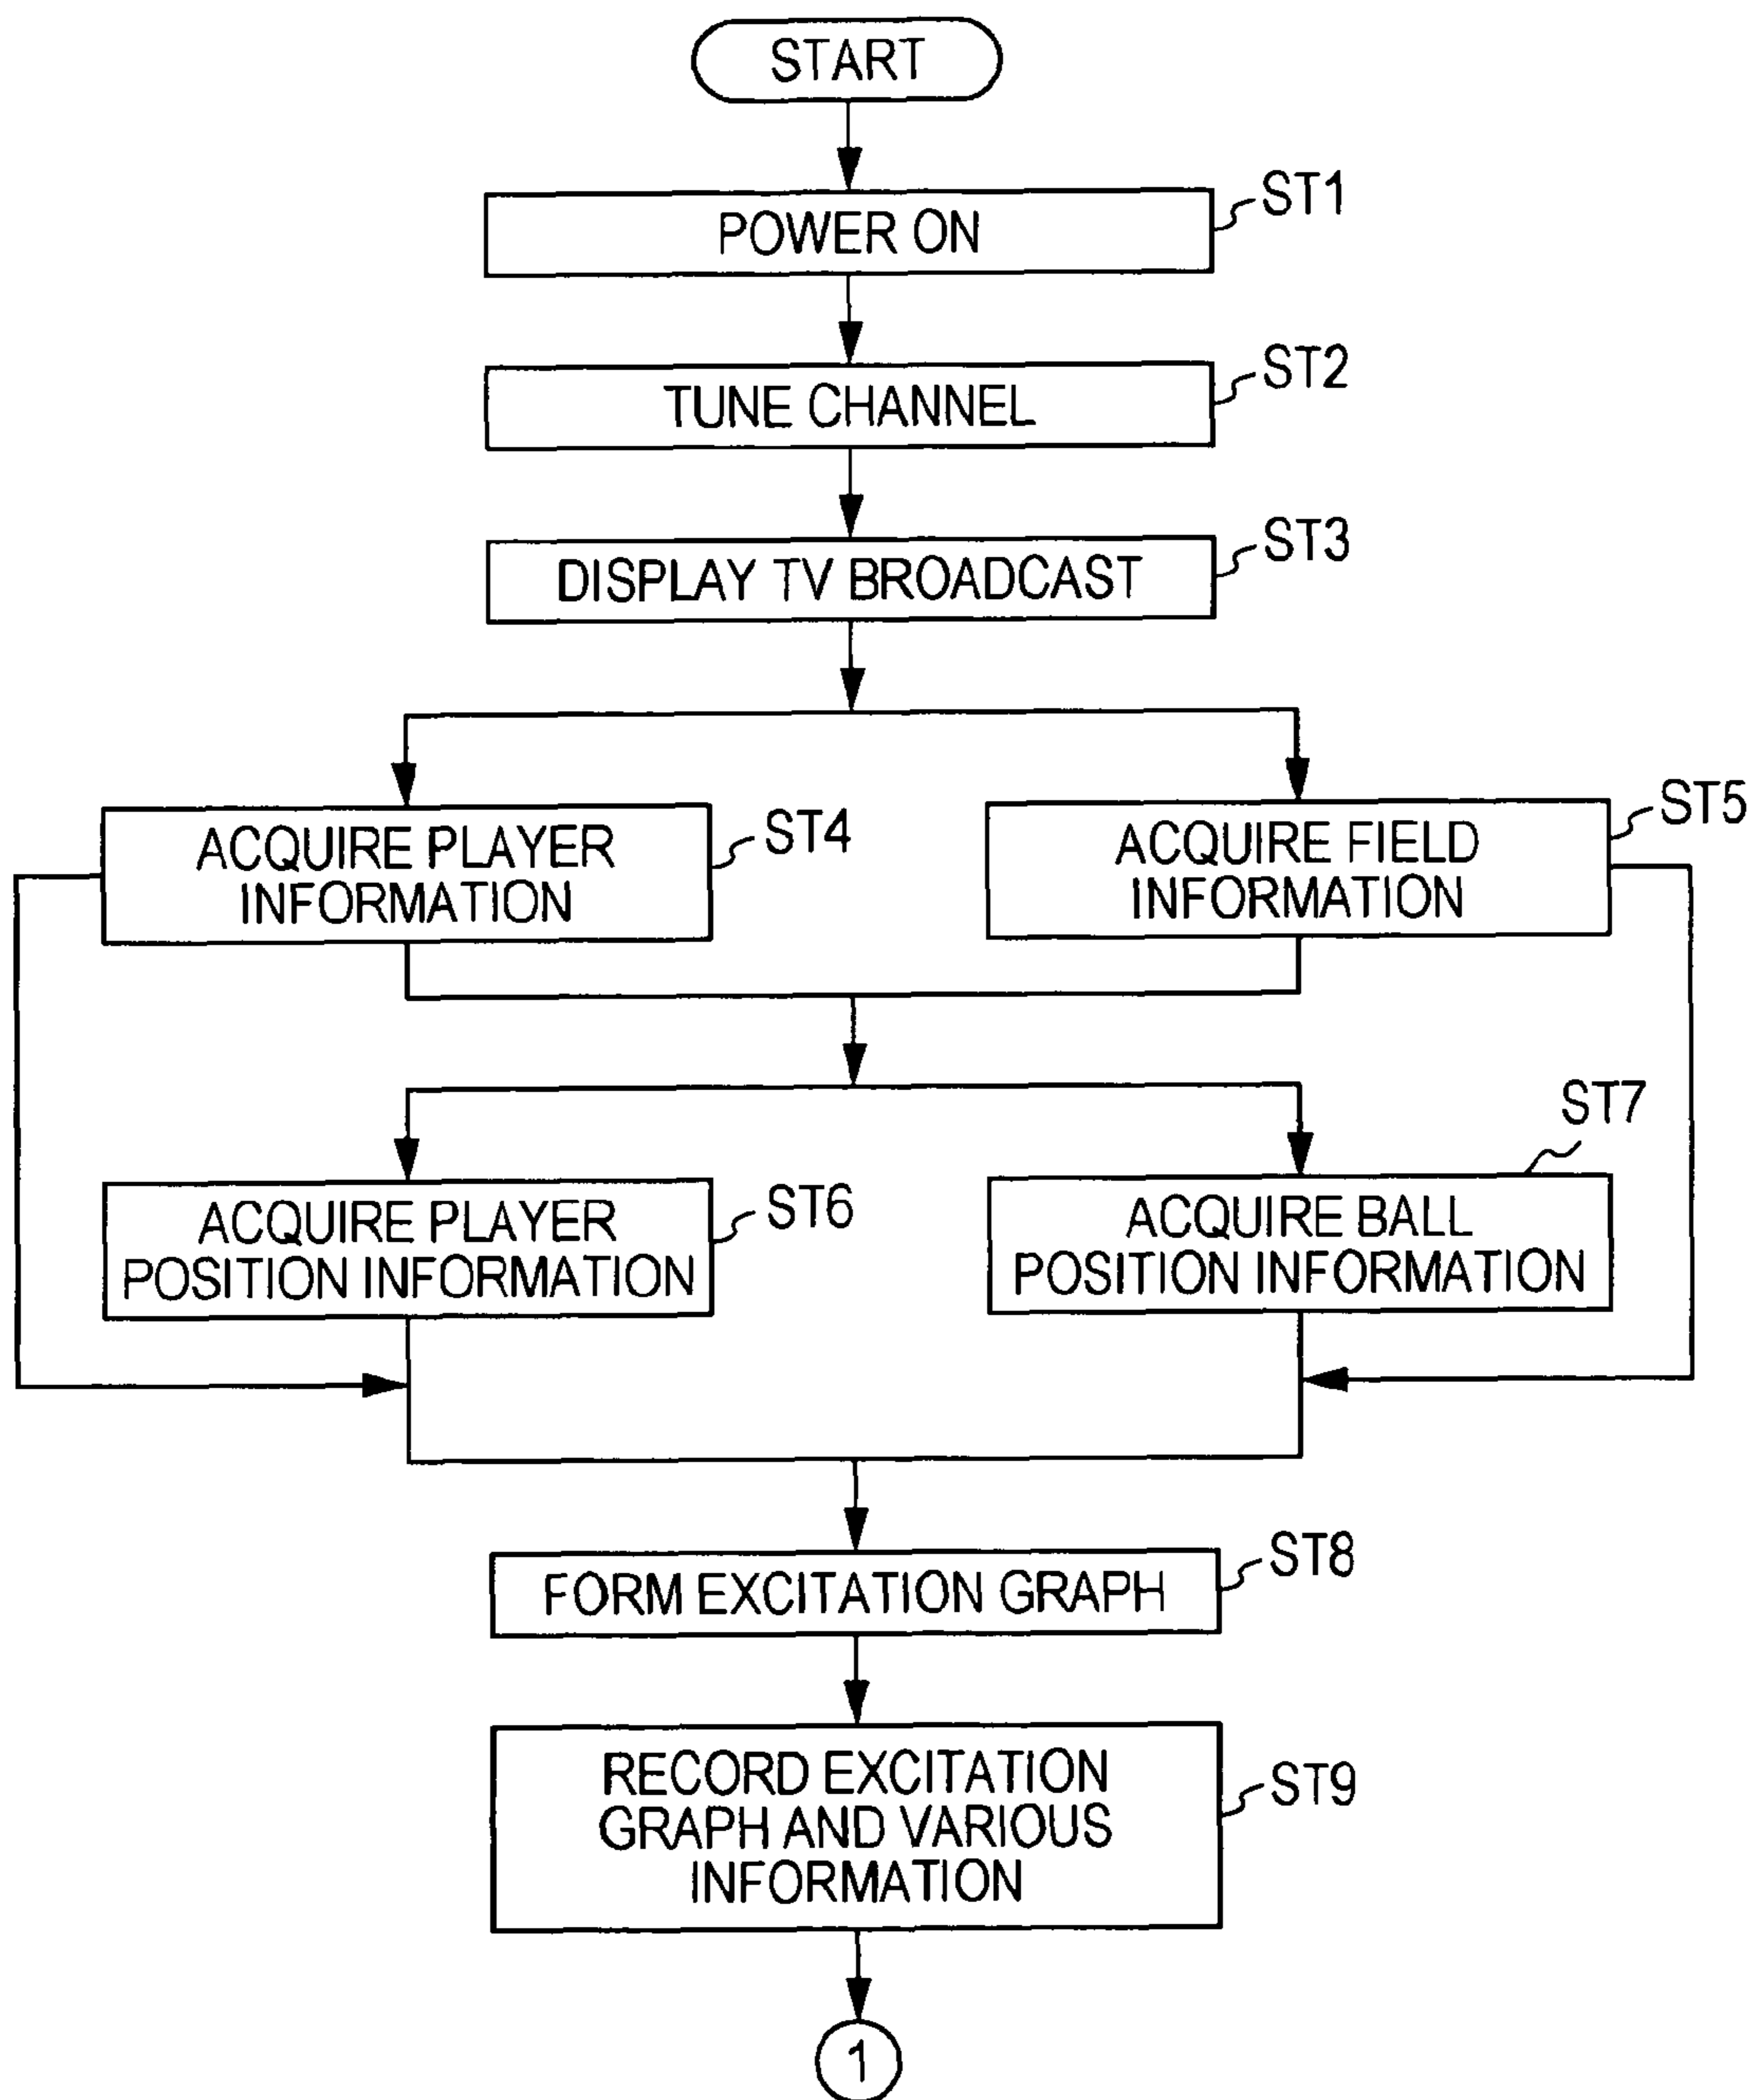 START
POWER ON
ST1
TUNE CHANNEL
ST2
DISPLAY TV BROADCAST
ST3
ACQUIRE PLAYER
INFORMATION
ST4
ACQUIRE FIELD
INFORMATION
ST5
ACQUIRE PLAYER
POSITION INFORMATION
ST6
ACQUIRE BALL
POSITION INFORMATION
ST7
FORM EXCITATION GRAPH
ST8
RECORD EXCITATION
GRAPH AND VARIOUS
INFORMATION
ST9
1